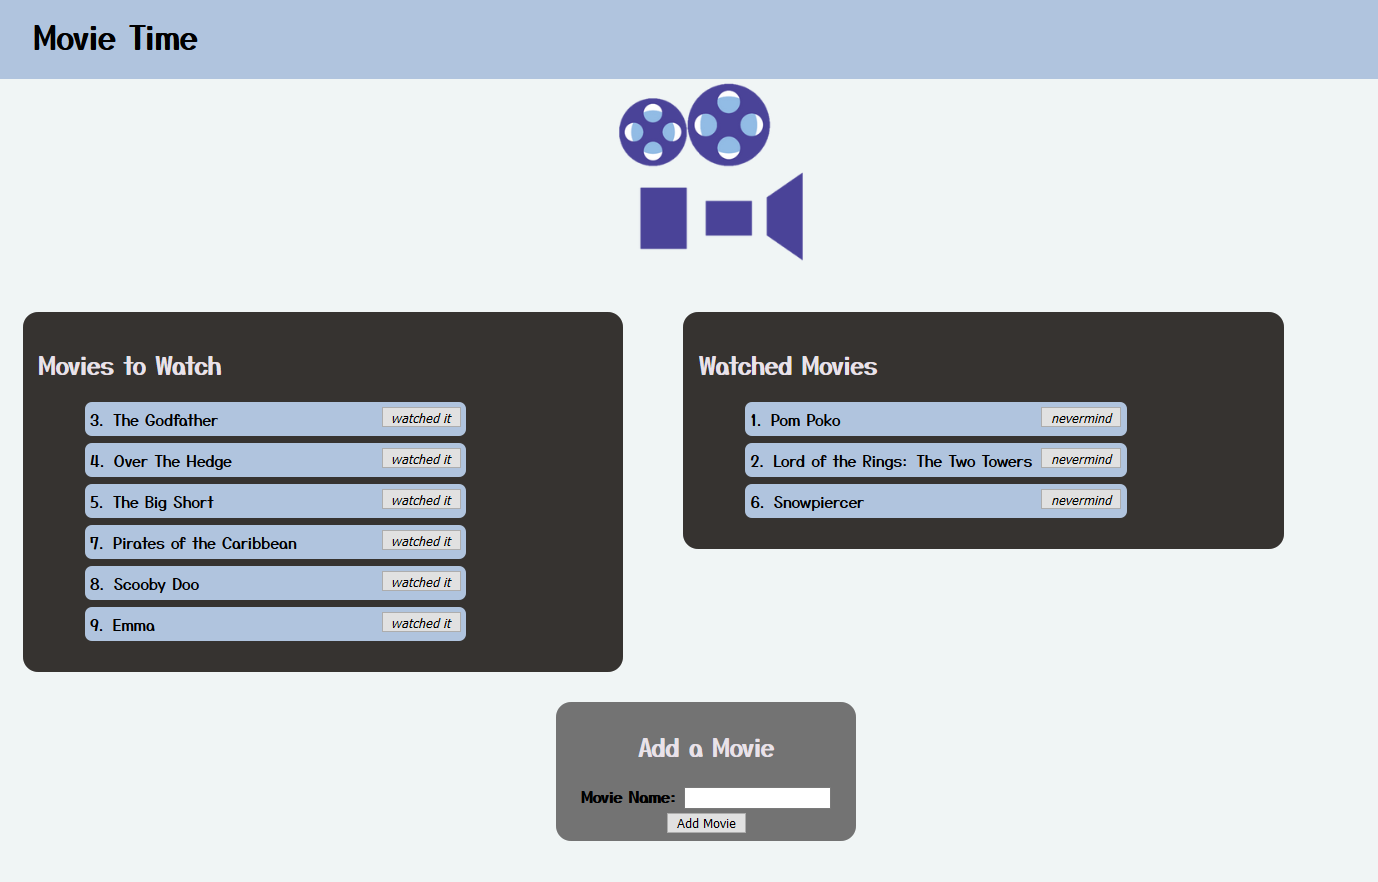 Movie Time
Movies to Watch
3. The Godfather watched it
4. Over The Hedge watched it
5. The Big Short watched it
7. Pirates of the Caribbean watched it
8. Scooby Doo watched it
9. Emma watched it
Watched Movies
1. Pom Poko nevermind
2. Lord of the Rings: The Two Towers nevermind
6. Snowpiercer nevermind
Add a Movie
Movie Name:
Add Movie